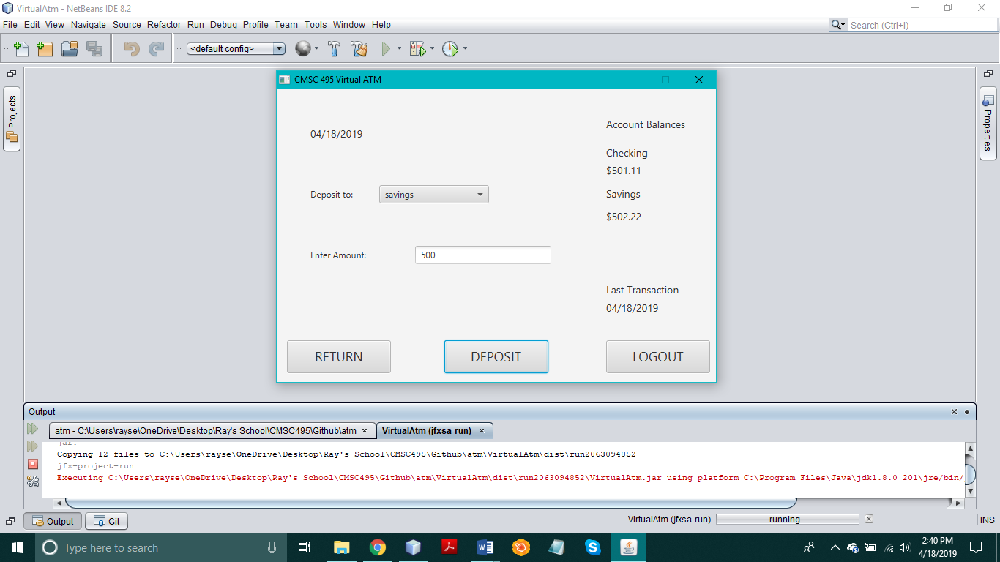 VirtualAtm - NetBeans IDE 8.2
File Edit View Navigate Source Refactor Run Debug Profile Team Tools Window Help
Search (Ctrl+I)
<default config>
Projects
Properties
CMSC 495 Virtual ATM
04/18/2019
Account Balances
Checking
$501.11
Deposit to:
savings
Savings
$502.22
Enter Amount:
500
Last Transaction
04/18/2019
RETURN
DEPOSIT
LOGOUT
Output
atm - C:\Users\rayse\OneDrive\Desktop\Ray's School\CMSC495\Github\atm
VirtualAtm (jfxsa-run)
jar:
Copying 12 files to C:\Users\rayse\OneDrive\Desktop\Ray's School\CMSC495\Github\atm\VirtualAtm\dist\run2063094852
jfx-project-run:
Executing C:\Users\rayse\OneDrive\Desktop\Ray's School\CMSC495\Github\atm\VirtualAtm\dist\run2063094852\VirtualAtm.jar using platform C:\Program Files\Java\jdk1.8.0_201\jre/bin/
Output
Git
VirtualAtm (jfxsa-run)
running...
INS
Type here to search
2:40 PM
4/18/2019